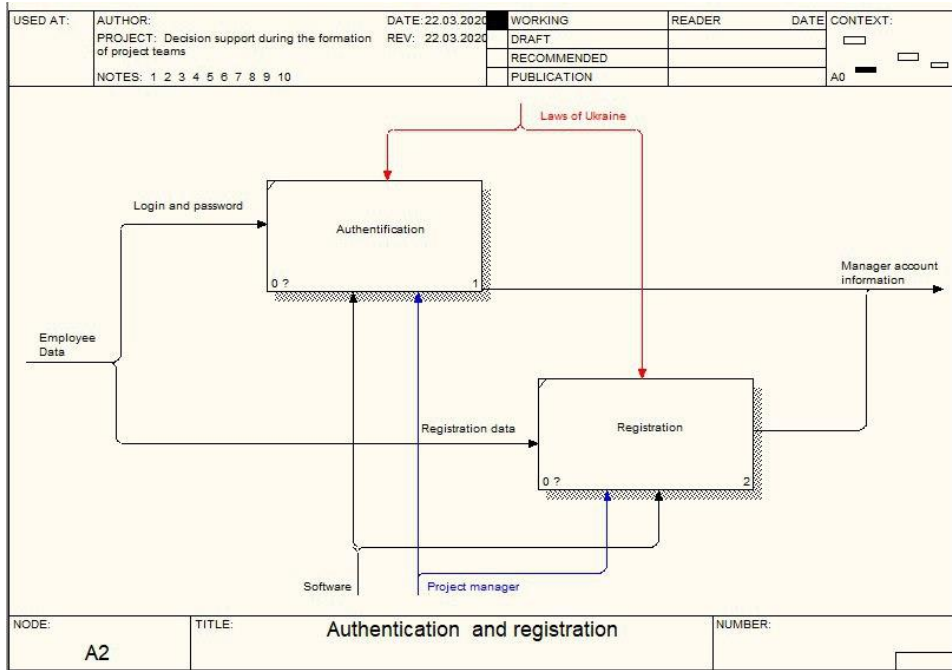 USED AT:
AUTHOR:
DATE: 22.03.2020
PROJECT: Decision support during the formation
of project teams
REV: 22.03.2020
NOTES: 1 2 3 4 5 6 7 8 9 10
WORKING
DRAFT
RECOMMENDED
PUBLICATION
READER
DATE
CONTEXT:
A0
Laws of Ukraine
Login and password
Authentification
0 ?
1
Manager account
information
Employee
Data
Registration data
Registration
0 ?
2
Software
Project manager
NODE:
A2
TITLE:
Authentication and registration
NUMBER: